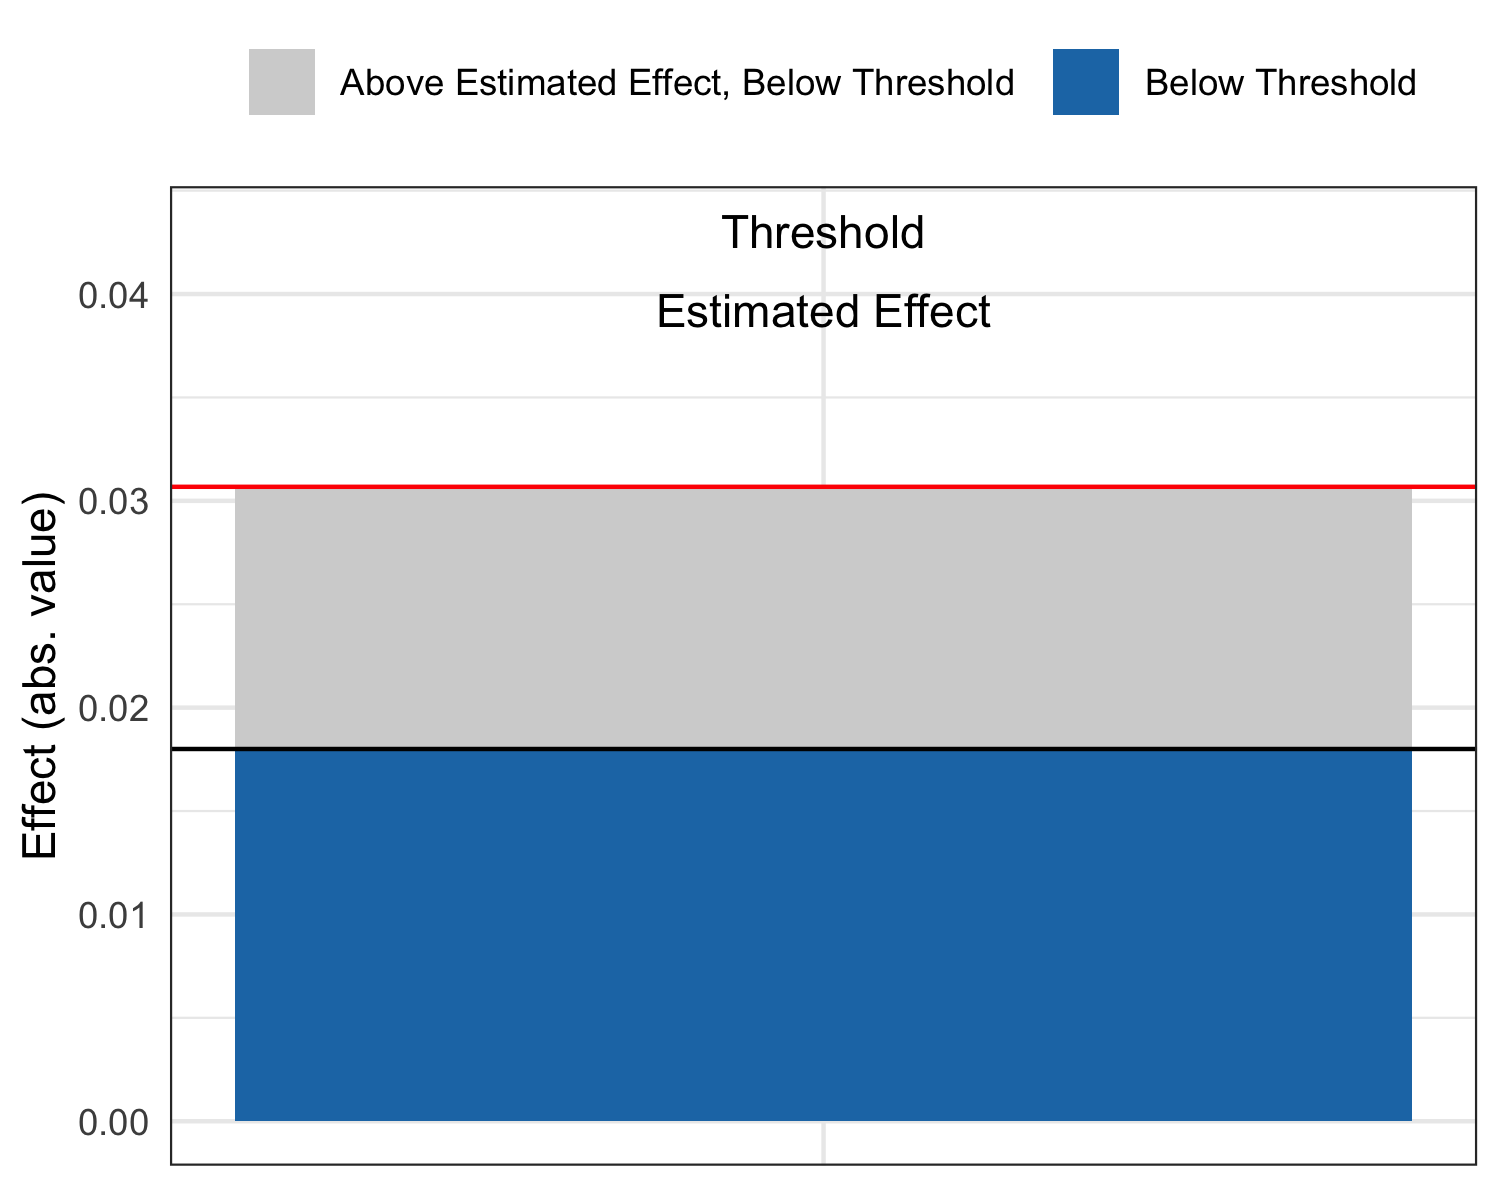 Above Estimated Effect, Below Threshold
Below Threshold
Threshold
Estimated Effect
Effect (abs. value)
0.04
0.03
0.02
0.01
0.00